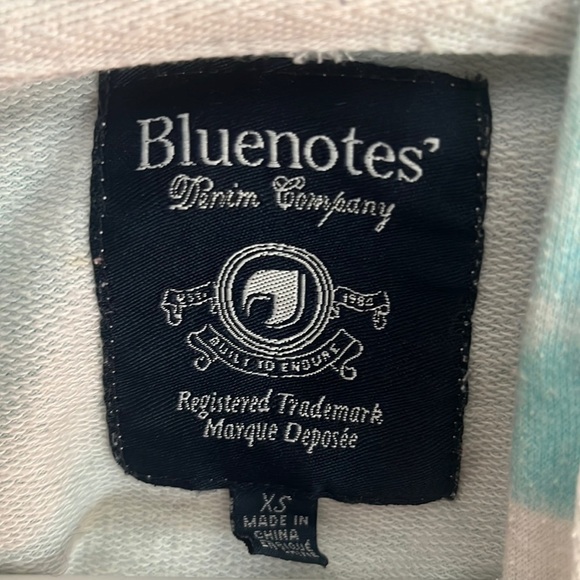 Bluenotes'
Denim Company
EST. 1984
BUILT TO ENDURE
Registered Trademark
Marque Deposée
XS
MADE IN
CHINA